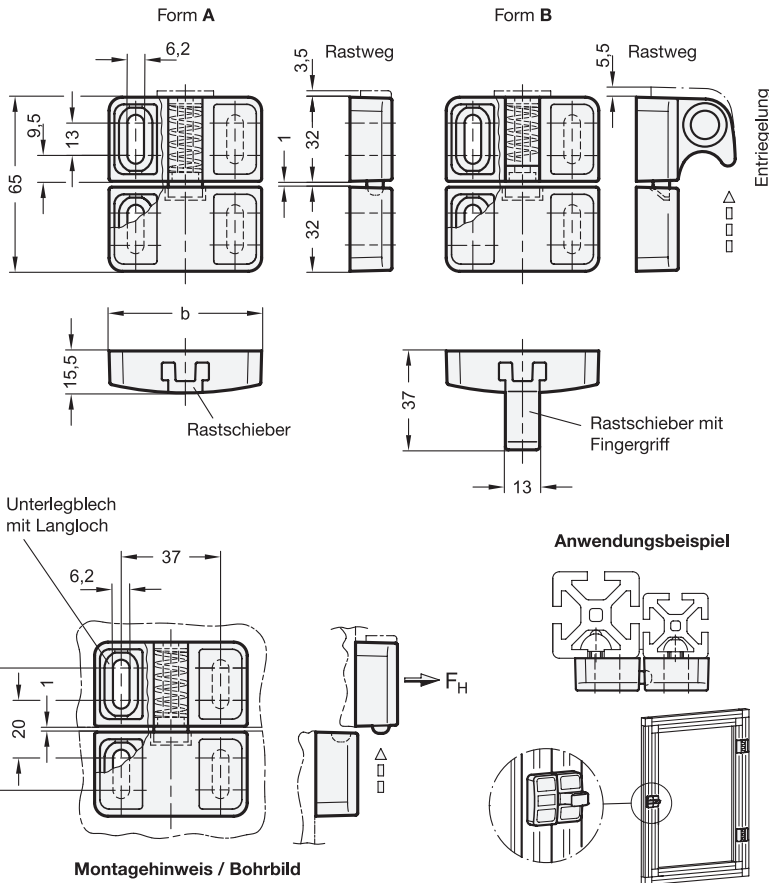 Form A
Form B
6,2
Rastweg
3,5
Rastweg
5,5
65
9,5
13
1
32
32
Entriegelung
b
15,5
Rastschieber
37
Rastschieber mit
Fingergriff
13
Unterlegblech
mit Langloch
37
6,2
1
20
FH
Anwendungsbeispiel
Montagehinweis / Bohrbild